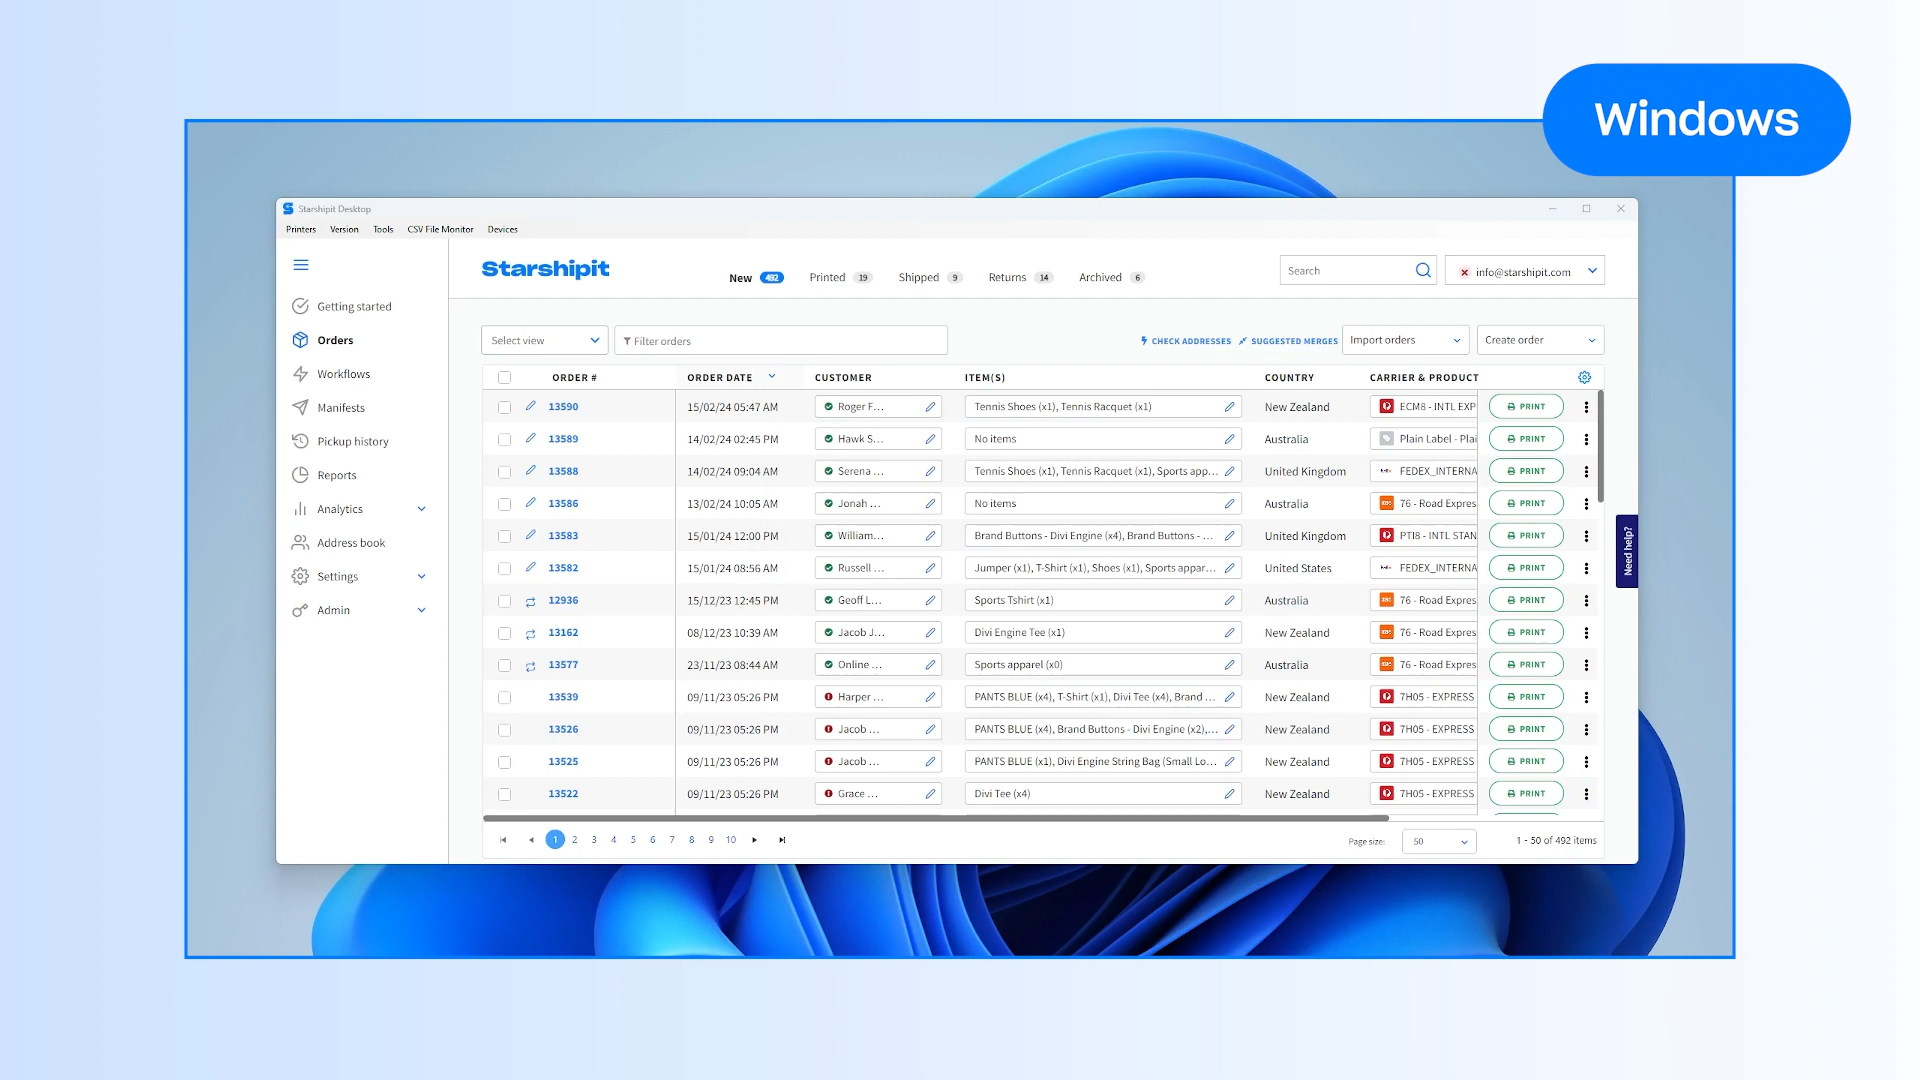 Windows
Starshipit Desktop
Printers Version Tools CSV File Monitor Devices
Starshipit
New 492 Printed 19 Shipped 9 Returns 14 Archived 6
Search
info@starshipit.com
Getting started
Orders
Workflows
Manifests
Pickup history
Reports
Analytics
Address book
Settings
Admin
Select view
Filter orders
CHECK ADDRESSES SUGGESTED MERGES
Import orders
Create order
ORDER # ORDER DATE CUSTOMER ITEM(S) COUNTRY CARRIER & PRODUCT
13590 15/02/24 05:47 AM Roger F... Tennis Shoes (x1), Tennis Racquet (x1) New Zealand ECM8 - INTL EXP PRINT
13589 14/02/24 02:45 PM Hawk S... No items Australia Plain Label - Plai PRINT
13588 14/02/24 09:04 AM Serena ... Tennis Shoes (x1), Tennis Racquet (x1), Sports app... United Kingdom FEDEX_INTERNA PRINT
13586 13/02/24 10:05 AM Jonah ... No items Australia 76 - Road Expres PRINT
13583 15/01/24 12:00 PM William... Brand Buttons - Divi Engine (x4), Brand Buttons - ... United Kingdom PTI8 - INTL STAN PRINT
13582 15/01/24 08:56 AM Russell ... Jumper (x1), T-Shirt (x1), Shoes (x1), Sports appar... United States FEDEX_INTERNA PRINT
12936 15/12/23 12:45 PM Geoff L... Sports Tshirt (x1) Australia 76 - Road Expres PRINT
13162 08/12/23 10:39 AM Jacob J... Divi Engine Tee (x1) New Zealand 76 - Road Expres PRINT
13577 23/11/23 08:44 AM Online ... Sports apparel (x0) Australia 76 - Road Expres PRINT
13539 09/11/23 05:26 PM Harper ... PANTS BLUE (x4), T-Shirt (x1), Divi Tee (x4), Brand ... New Zealand 7H05 - EXPRESS PRINT
13526 09/11/23 05:26 PM Jacob ... PANTS BLUE (x4), Brand Buttons - Divi Engine (x2),... New Zealand 7H05 - EXPRESS PRINT
13525 09/11/23 05:26 PM Jacob ... PANTS BLUE (x1), Divi Engine String Bag (Small Lo... New Zealand 7H05 - EXPRESS PRINT
13522 09/11/23 05:26 PM Grace ... Divi Tee (x4) New Zealand 7H05 - EXPRESS PRINT
Need help?
1 2 3 4 5 6 7 8 9 10
Page size: 50
1 - 50 of 492 items